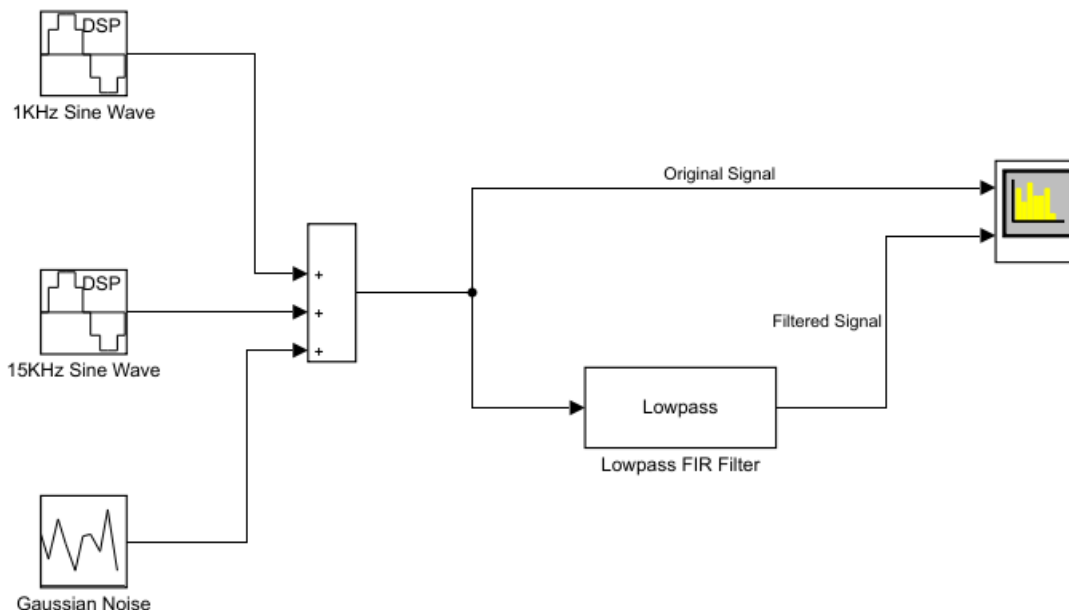 DSP
1KHz Sine Wave
Original Signal
+
DSP
+
15KHz Sine Wave
+
Filtered Signal
Lowpass
Lowpass FIR Filter
Gaussian Noise